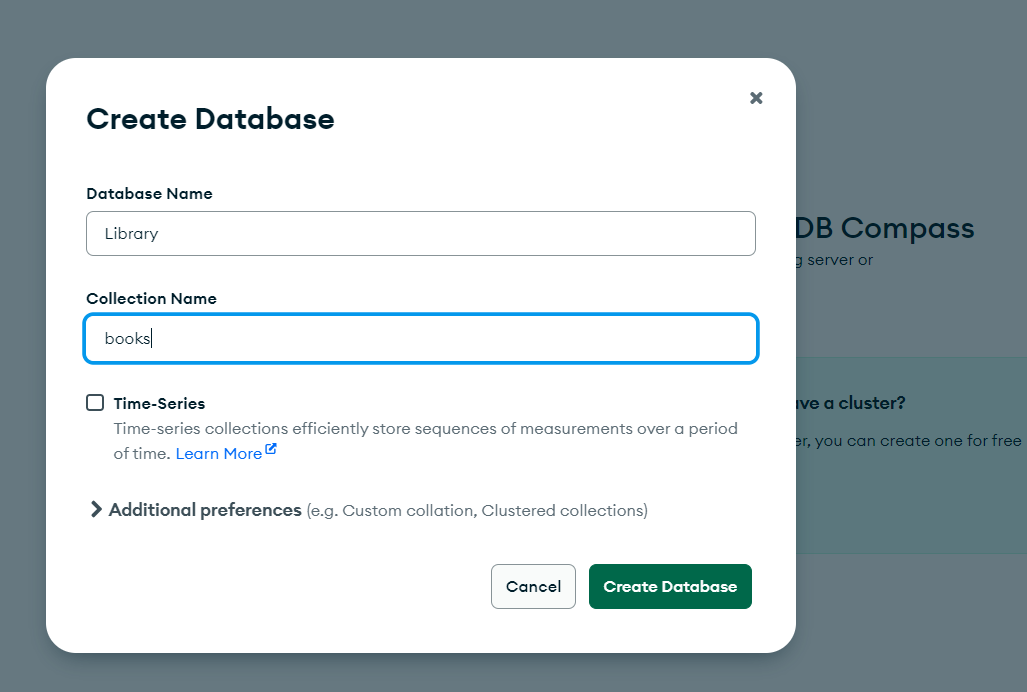 Create Database
Database Name
Library
DB Compass
g server or
Collection Name
books
Time-Series
Time-series collections efficiently store sequences of measurements over a period
of time. Learn More
ave a cluster?
er, you can create one for free
Additional preferences (e.g. Custom collation, Clustered collections)
Cancel
Create Database